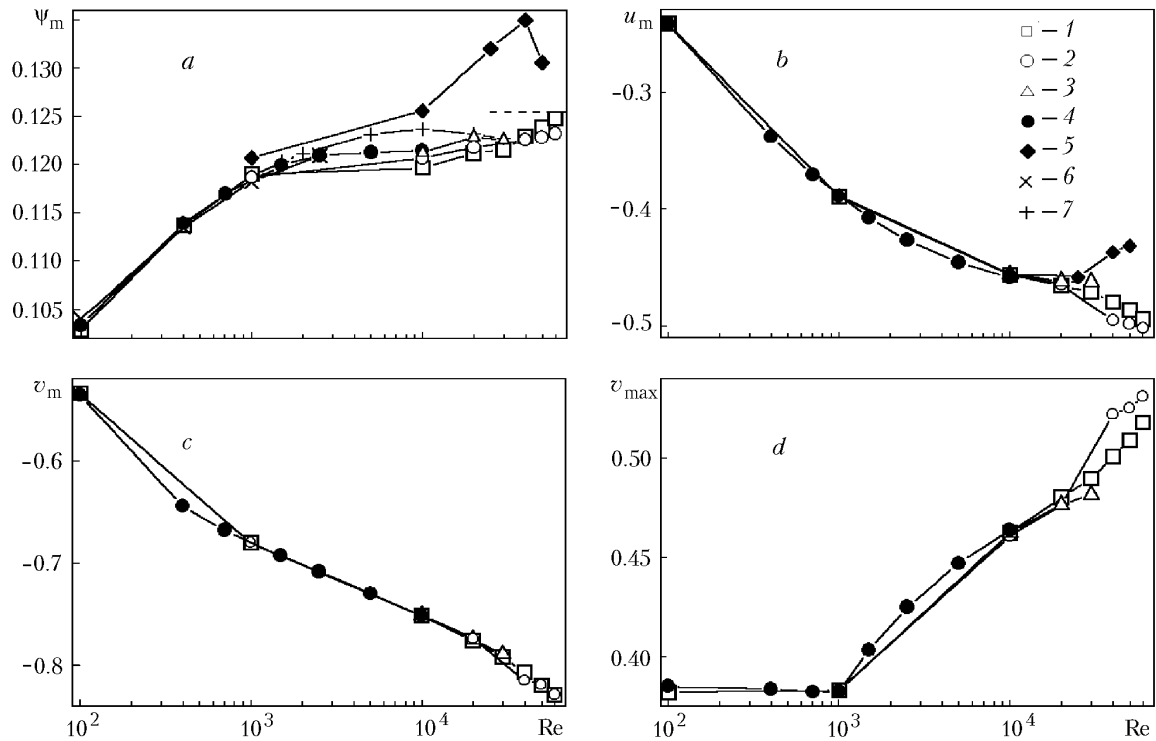 ψm
0.130
0.125
0.120
0.115
0.110
0.105
a
um
-0.3
-0.4
-0.5
b
– 1
– 2
– 3
– 4
– 5
– 6
– 7
vm
-0.6
-0.7
-0.8
c
10² 10³ 10⁴ Re
vmax
0.50
0.45
0.40
d
10² 10³ 10⁴ Re